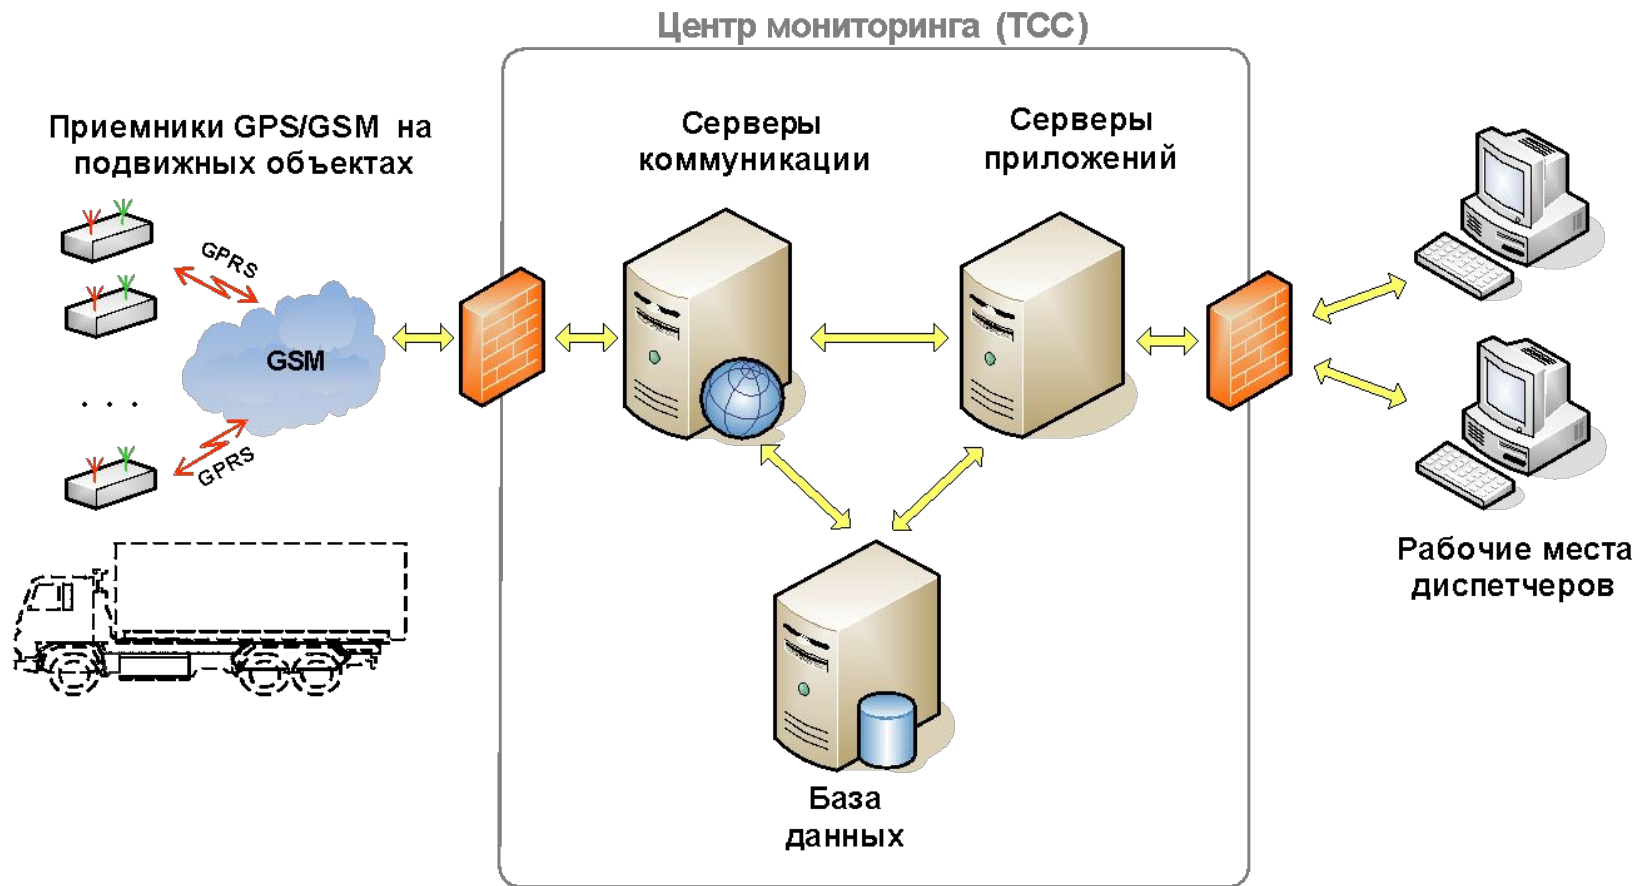 Центр мониторинга (ТСС)
Приемники GPS/GSM на
подвижных объектах
Серверы
коммуникации
Серверы
приложений
GPRS
GSM
. . .
GPRS
Рабочие места
диспетчеров
База
данных